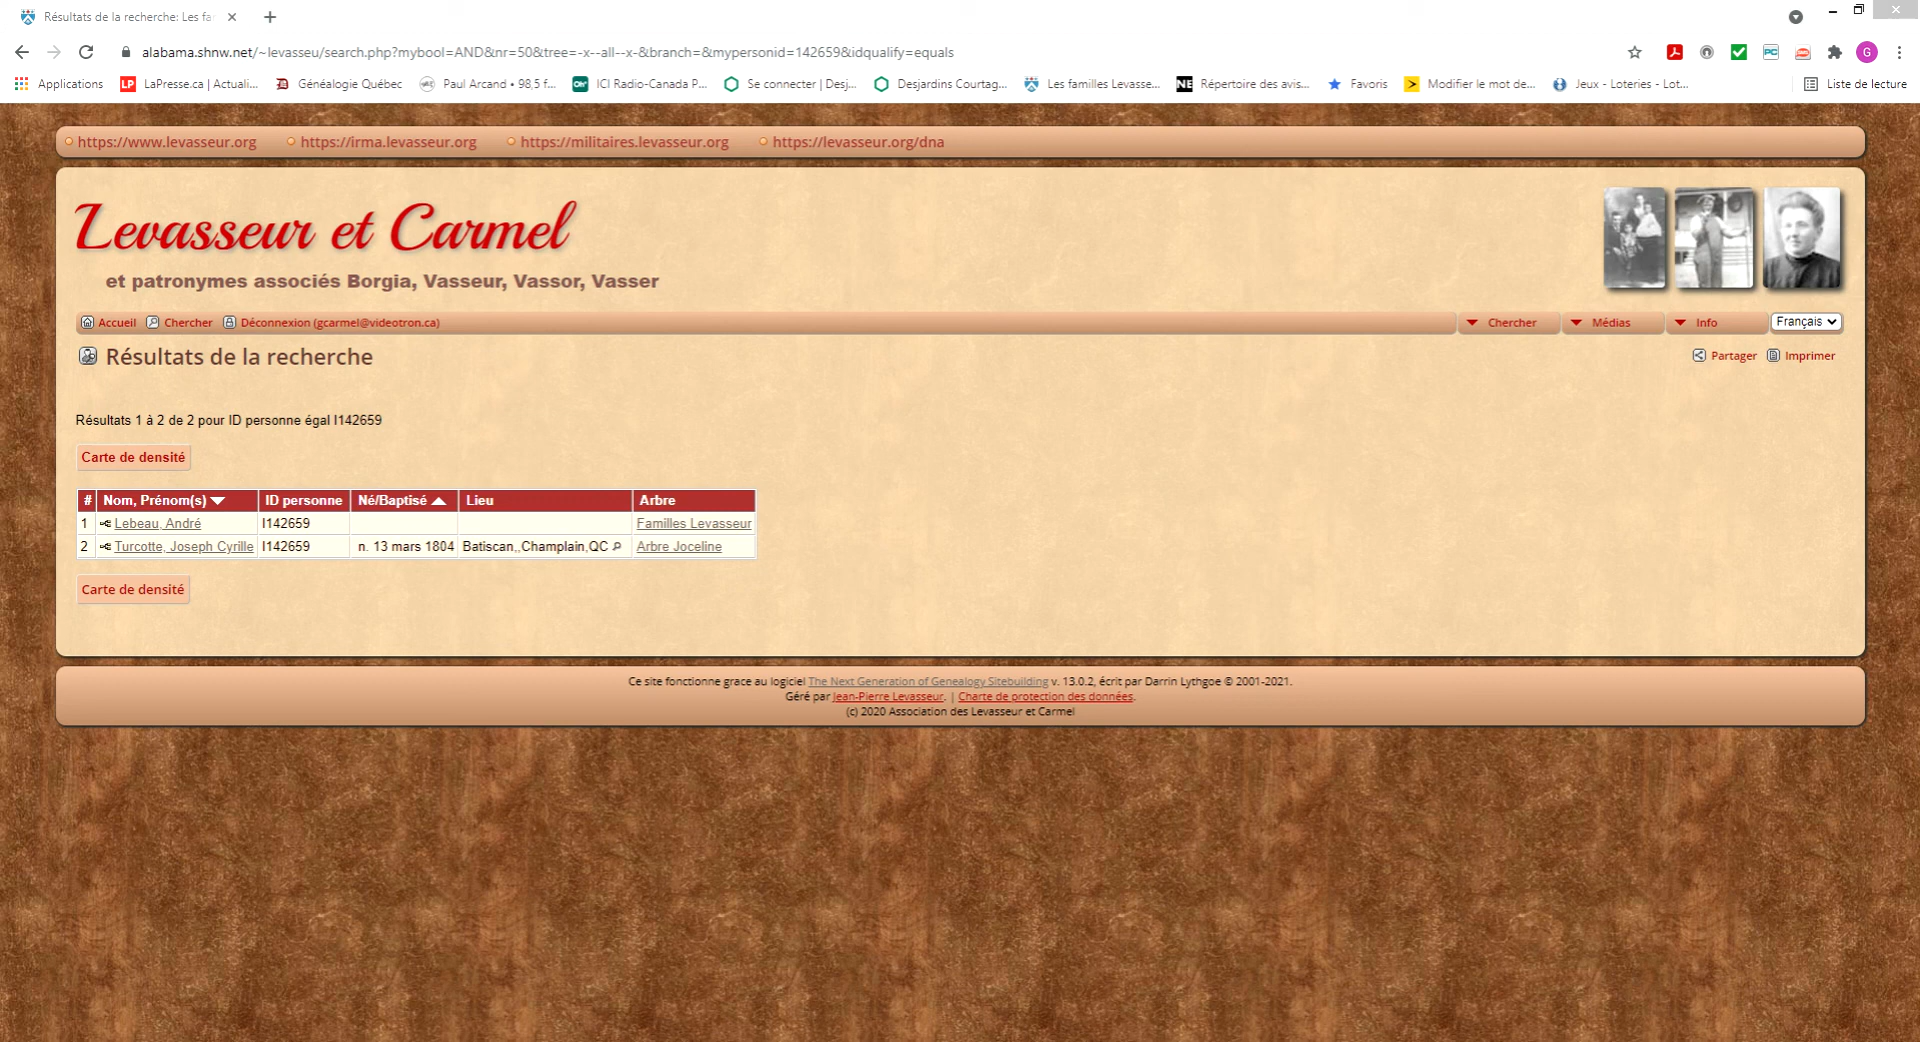 Résultats de la recherche: Les fa
alabama.shnw.net/~levasseu/search.php?mybool=AND&nr=50&tree=-x--all--x-&branch=&mypersonid=142659&idqualify=equals
G
Applications LaPresse.ca | Actuali... Généalogie Québec Paul Arcand • 98,5 f... ICI Radio-Canada P... Se connecter | Desj... Desjardins Courtag... Les familles Levasse... Répertoire des avis... Favoris Modifier le mot de... Jeux - Loteries - Lot... Liste de lecture
https://www.levasseur.org https://irma.levasseur.org https://militaires.levasseur.org https://levasseur.org/dna
Levasseur et Carmel
et patronymes associés Borgia, Vasseur, Vassor, Vasser
Accueil Chercher Déconnexion (gcarmel@videotron.ca) Chercher Médias Info Français
Résultats de la recherche Partager Imprimer
Résultats 1 à 2 de 2 pour ID personne égal I142659
Carte de densité
# Nom, Prénom(s) ID personne Né/Baptisé Lieu Arbre
1 Lebeau, André I142659 Familles Levasseur
2 Turcotte, Joseph Cyrille I142659 n. 13 mars 1804 Batiscan,,Champlain,QC Arbre Joceline
Carte de densité
Ce site fonctionne grace au logiciel The Next Generation of Genealogy Sitebuilding v. 13.0.2, écrit par Darrin Lythgoe © 2001-2021.
Géré par Jean-Pierre Levasseur. | Charte de protection des données.
(c) 2020 Association des Levasseur et Carmel